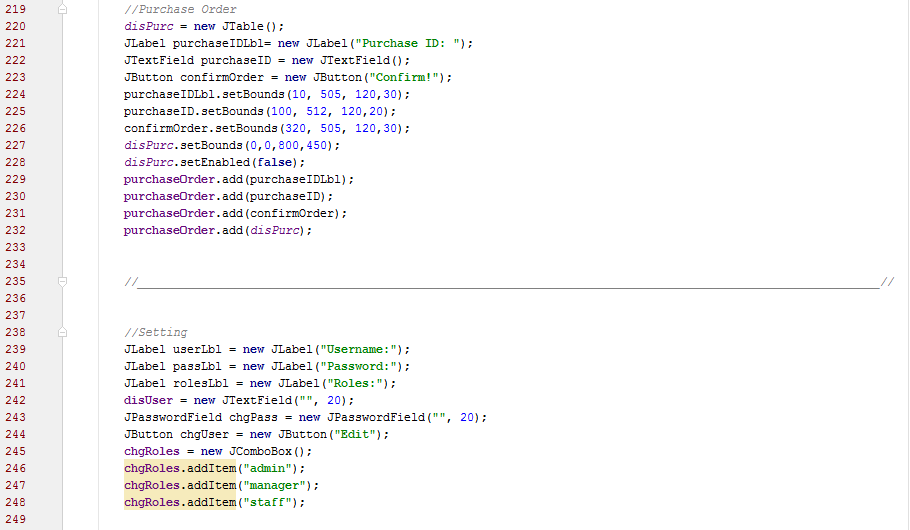 219 //Purchase Order
220 disPurc = new JTable();
221 JLabel purchaseIDLbl= new JLabel("Purchase ID: ");
222 JTextField purchaseID = new JTextField();
223 JButton confirmOrder = new JButton("Confirm!");
224 purchaseIDLbl.setBounds(10, 505, 120,30);
225 purchaseID.setBounds(100, 512, 120,20);
226 confirmOrder.setBounds(320, 505, 120,30);
227 disPurc.setBounds(0,0,800,450);
228 disPurc.setEnabled(false);
229 purchaseOrder.add(purchaseIDLbl);
230 purchaseOrder.add(purchaseID);
231 purchaseOrder.add(confirmOrder);
232 purchaseOrder.add(disPurc);
233
234
235 //__________________________________________________________________________________________________________//
236
237
238 //Setting
239 JLabel userLbl = new JLabel("Username:");
240 JLabel passLbl = new JLabel("Password:");
241 JLabel rolesLbl = new JLabel("Roles:");
242 disUser = new JTextField("", 20);
243 JPasswordField chgPass = new JPasswordField("", 20);
244 JButton chgUser = new JButton("Edit");
245 chgRoles = new JComboBox();
246 chgRoles.addItem("admin");
247 chgRoles.addItem("manager");
248 chgRoles.addItem("staff");
249